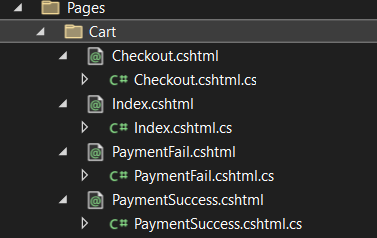 Pages
Cart
@ Checkout.cshtml
C# Checkout.cshtml.cs
@ Index.cshtml
C# Index.cshtml.cs
@ PaymentFail.cshtml
C# PaymentFail.cshtml.cs
@ PaymentSuccess.cshtml
C# PaymentSuccess.cshtml.cs